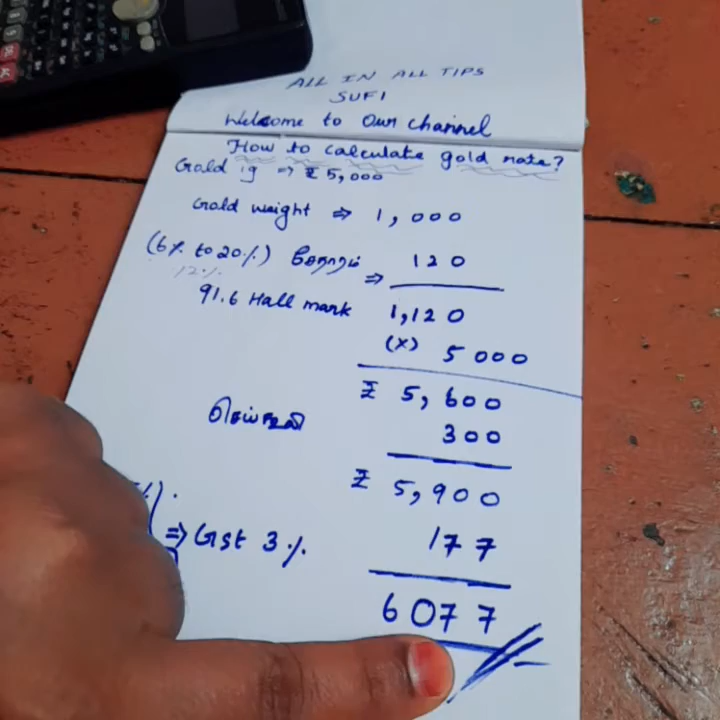 ALL IN ALL TIPS
SUFI
Welcome to Our channel
How to calculate gold rate?
Gold 1g ⇒ ₹ 5,000
Gold weight ⇒ 1,000
(6% to 20%) சேதாரம் ⇒ 120
12%
91.6 Hall mark 1,120
(x) 5000
₹ 5,600
செய்கூலி 300
₹ 5,900
%). ⇒ Gst 3% 177
6077